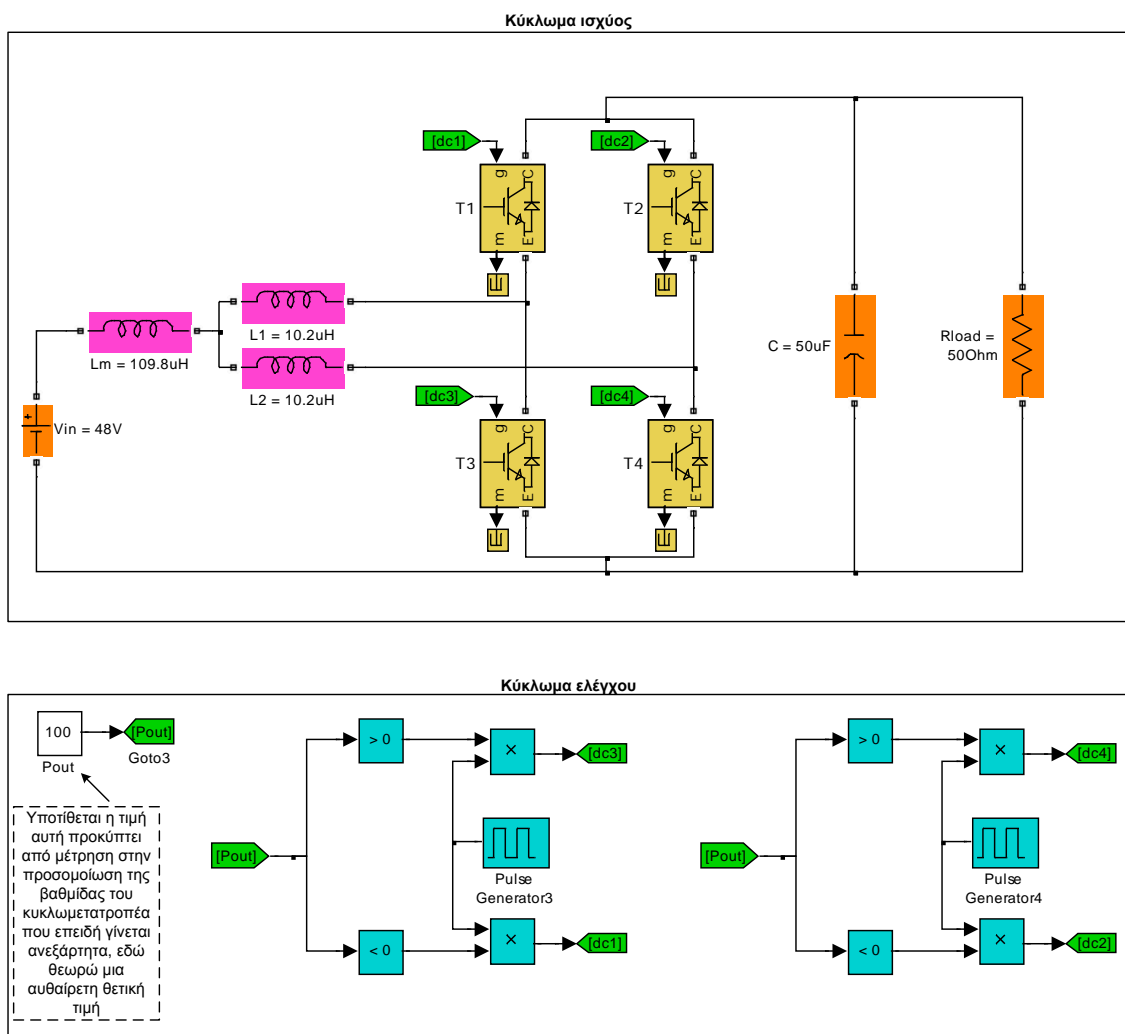 Κύκλωμα ισχύος
[dc1]
[dc2]
g
C
m
E
T1
g
C
m
E
T2
L1 = 10.2uH
Lm = 109.8uH
L2 = 10.2uH
C = 50uF
Rload =
50Ohm
[dc3]
[dc4]
+
Vin = 48V
g
C
m
E
T3
g
C
m
E
T4
Κύκλωμα ελέγχου
100
Pout
[Pout]
Goto3
Υποτίθεται η τιμή
αυτή προκύπτει
από μέτρηση στην
προσομοίωση της
βαθμίδας του
κυκλωμετατροπέα
που επειδή γίνεται
ανεξάρτητα, εδώ
θεωρώ μια
αυθαίρετη θετική
τιμή
[Pout]
> 0
×
[dc3]
Pulse
Generator3
< 0
×
[dc1]
[Pout]
> 0
×
[dc4]
Pulse
Generator4
< 0
×
[dc2]